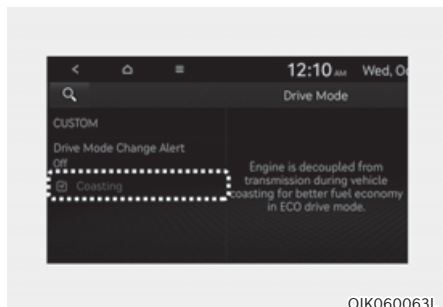 12:10 AM Wed, Oc
Drive Mode
CUSTOM
Drive Mode Change Alert
Off
Coasting
Engine is decoupled from
transmission during vehicle
coasting for better fuel economy
in ECO drive mode.
OIK060063L